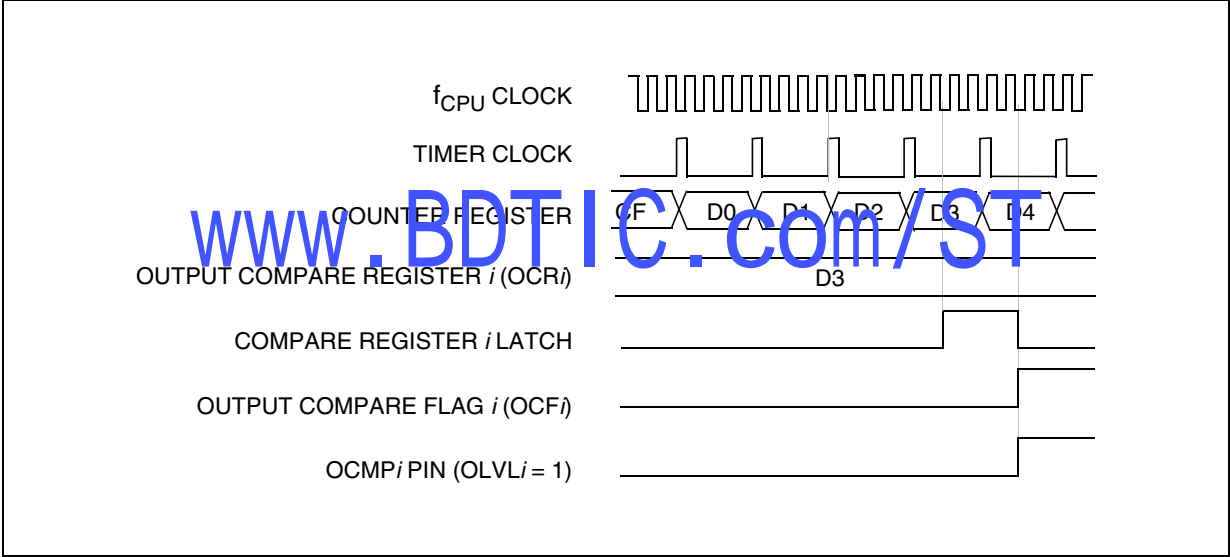 fCPU CLOCK
TIMER CLOCK
COUNTER REGISTER CF D0 D1 D2 D3 D4
www.BDTIC.com/ST
OUTPUT COMPARE REGISTER i (OCRi) D3
COMPARE REGISTER i LATCH
OUTPUT COMPARE FLAG i (OCFi)
OCMPi PIN (OLVLi = 1)